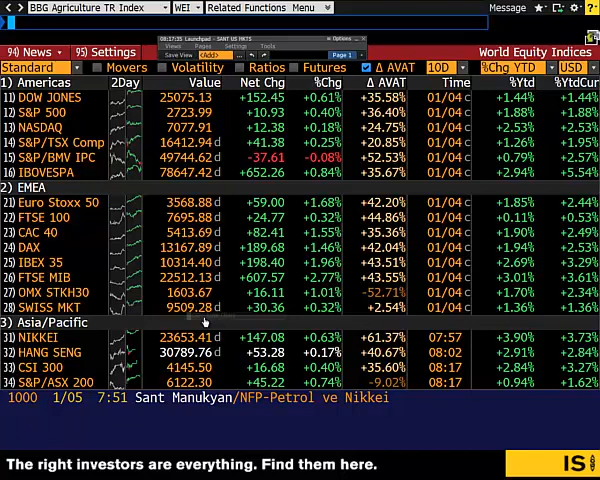 BBG Agriculture TR Index WEI Related Functions Menu Message
08:17:35 Launchpad - SANT US MKTS Options
Views Pages Settings Tools
Save View <Add> Page 1
94) News 95) Settings World Equity Indices
Standard Movers Volatility Ratios Futures Δ AVAT 10D %Chg YTD USD
1) Americas 2Day Value Net Chg %Chg Δ AVAT Time %Ytd %YtdCur
11) DOW JONES 25075.13 +152.45 +0.61% +35.58% 01/04 c +1.44% +1.44%
12) S&P 500 2723.99 +10.93 +0.40% +36.40% 01/04 c +1.88% +1.88%
13) NASDAQ 7077.91 +12.38 +0.18% +24.75% 01/04 c +2.53% +2.53%
14) S&P/TSX Comp 16412.94 d +41.38 +0.25% +20.85% 01/04 c +1.26% +1.95%
15) S&P/BMV IPC 49744.62 d -37.61 -0.08% +52.53% 01/04 c +0.79% +2.57%
16) IBOVESPA 78647.42 d +652.26 +0.84% +35.67% 01/04 c +2.94% +5.54%
2) EMEA
21) Euro Stoxx 50 3568.88 d +59.00 +1.68% +42.20% 01/04 c +1.85% +2.44%
22) FTSE 100 7695.88 d +24.77 +0.32% +44.86% 01/04 c +0.11% +0.53%
23) CAC 40 5413.69 d +82.41 +1.55% +36.36% 01/04 c +1.90% +2.49%
24) DAX 13167.89 d +189.68 +1.46% +42.04% 01/04 c +1.94% +2.53%
25) IBEX 35 10314.40 d +198.40 +1.96% +43.51% 01/04 c +2.69% +3.29%
26) FTSE MIB 22512.13 d +607.57 +2.77% +43.55% 01/04 c +3.01% +3.61%
27) OMX STKH30 1603.67 +16.11 +1.01% -52.71% 01/04 c +1.70% +2.34%
28) SWISS MKT 9509.28 d +30.36 +0.32% +2.54% 01/04 c +1.36% +1.36%
3) Asia/Pacific
31) NIKKEI 23653.41 d +147.08 +0.63% +61.37% 07:57 +3.90% +3.73%
32) HANG SENG 30789.76 d +53.28 +0.17% +40.67% 08:02 +2.91% +2.84%
33) CSI 300 4145.50 +16.68 +0.40% +35.60% 08:17 +2.84% +3.27%
34) S&P/ASX 200 6122.30 +45.22 +0.74% -9.02% 08:17 +0.94% +1.62%
1000 1/05 7:51 Sant Manukyan/NFP-Petrol ve Nikkei
The right investors are everything. Find them here. IS